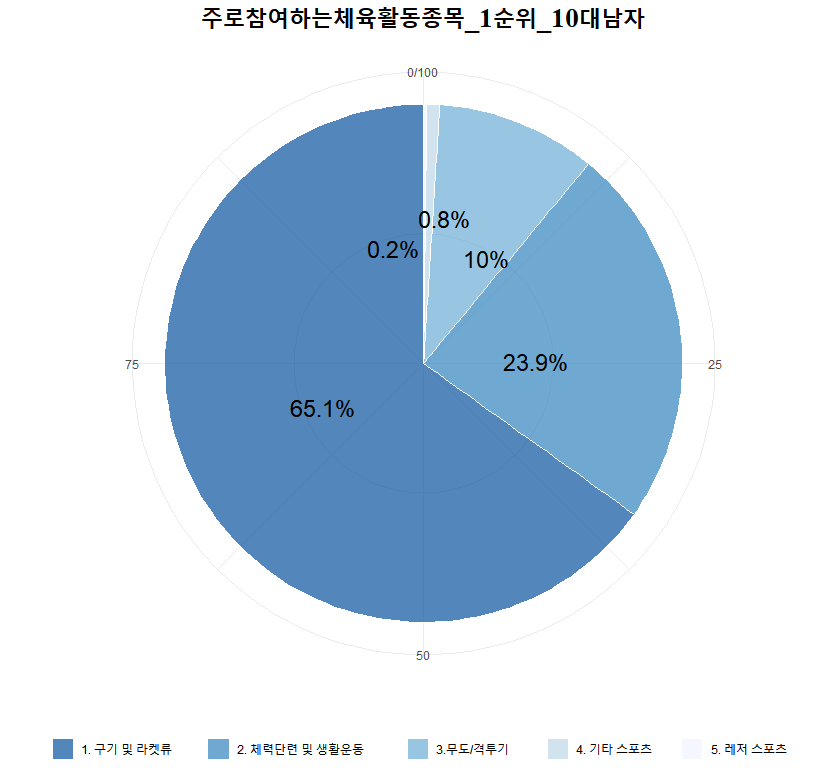 주로참여하는체육활동종목_1순위_10대남자
0/100
0.8%
0.2%
10%
75
23.9%
25
65.1%
50
1. 구기 및 라켓류
2. 체력단련 및 생활운동
3.무도/격투기
4. 기타 스포츠
5. 레저 스포츠